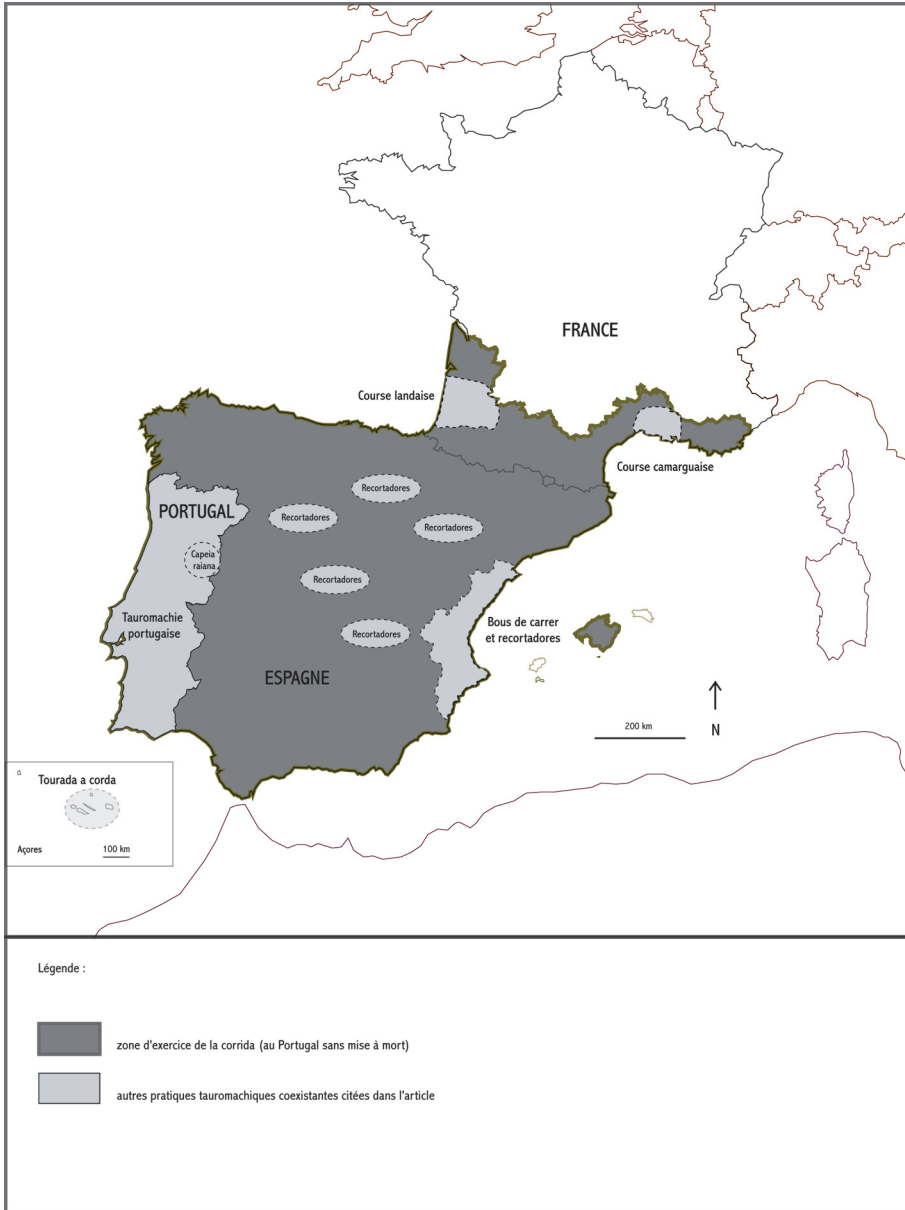 FRANCE
Course landaise
Course camarguaise
Recortadores
PORTUGAL
Recortadores
Recortadores
Capeia
raiana
Recortadores
Tauromachie
portugaise
Bous de carrer
et recortadores
Recortadores
ESPAGNE
200 km
N
Tourada a corda
Açores
100 km
Légende :
zone d'exercice de la corrida (au Portugal sans mise à mort)
autres pratiques tauromachiques coexistantes citées dans l'article